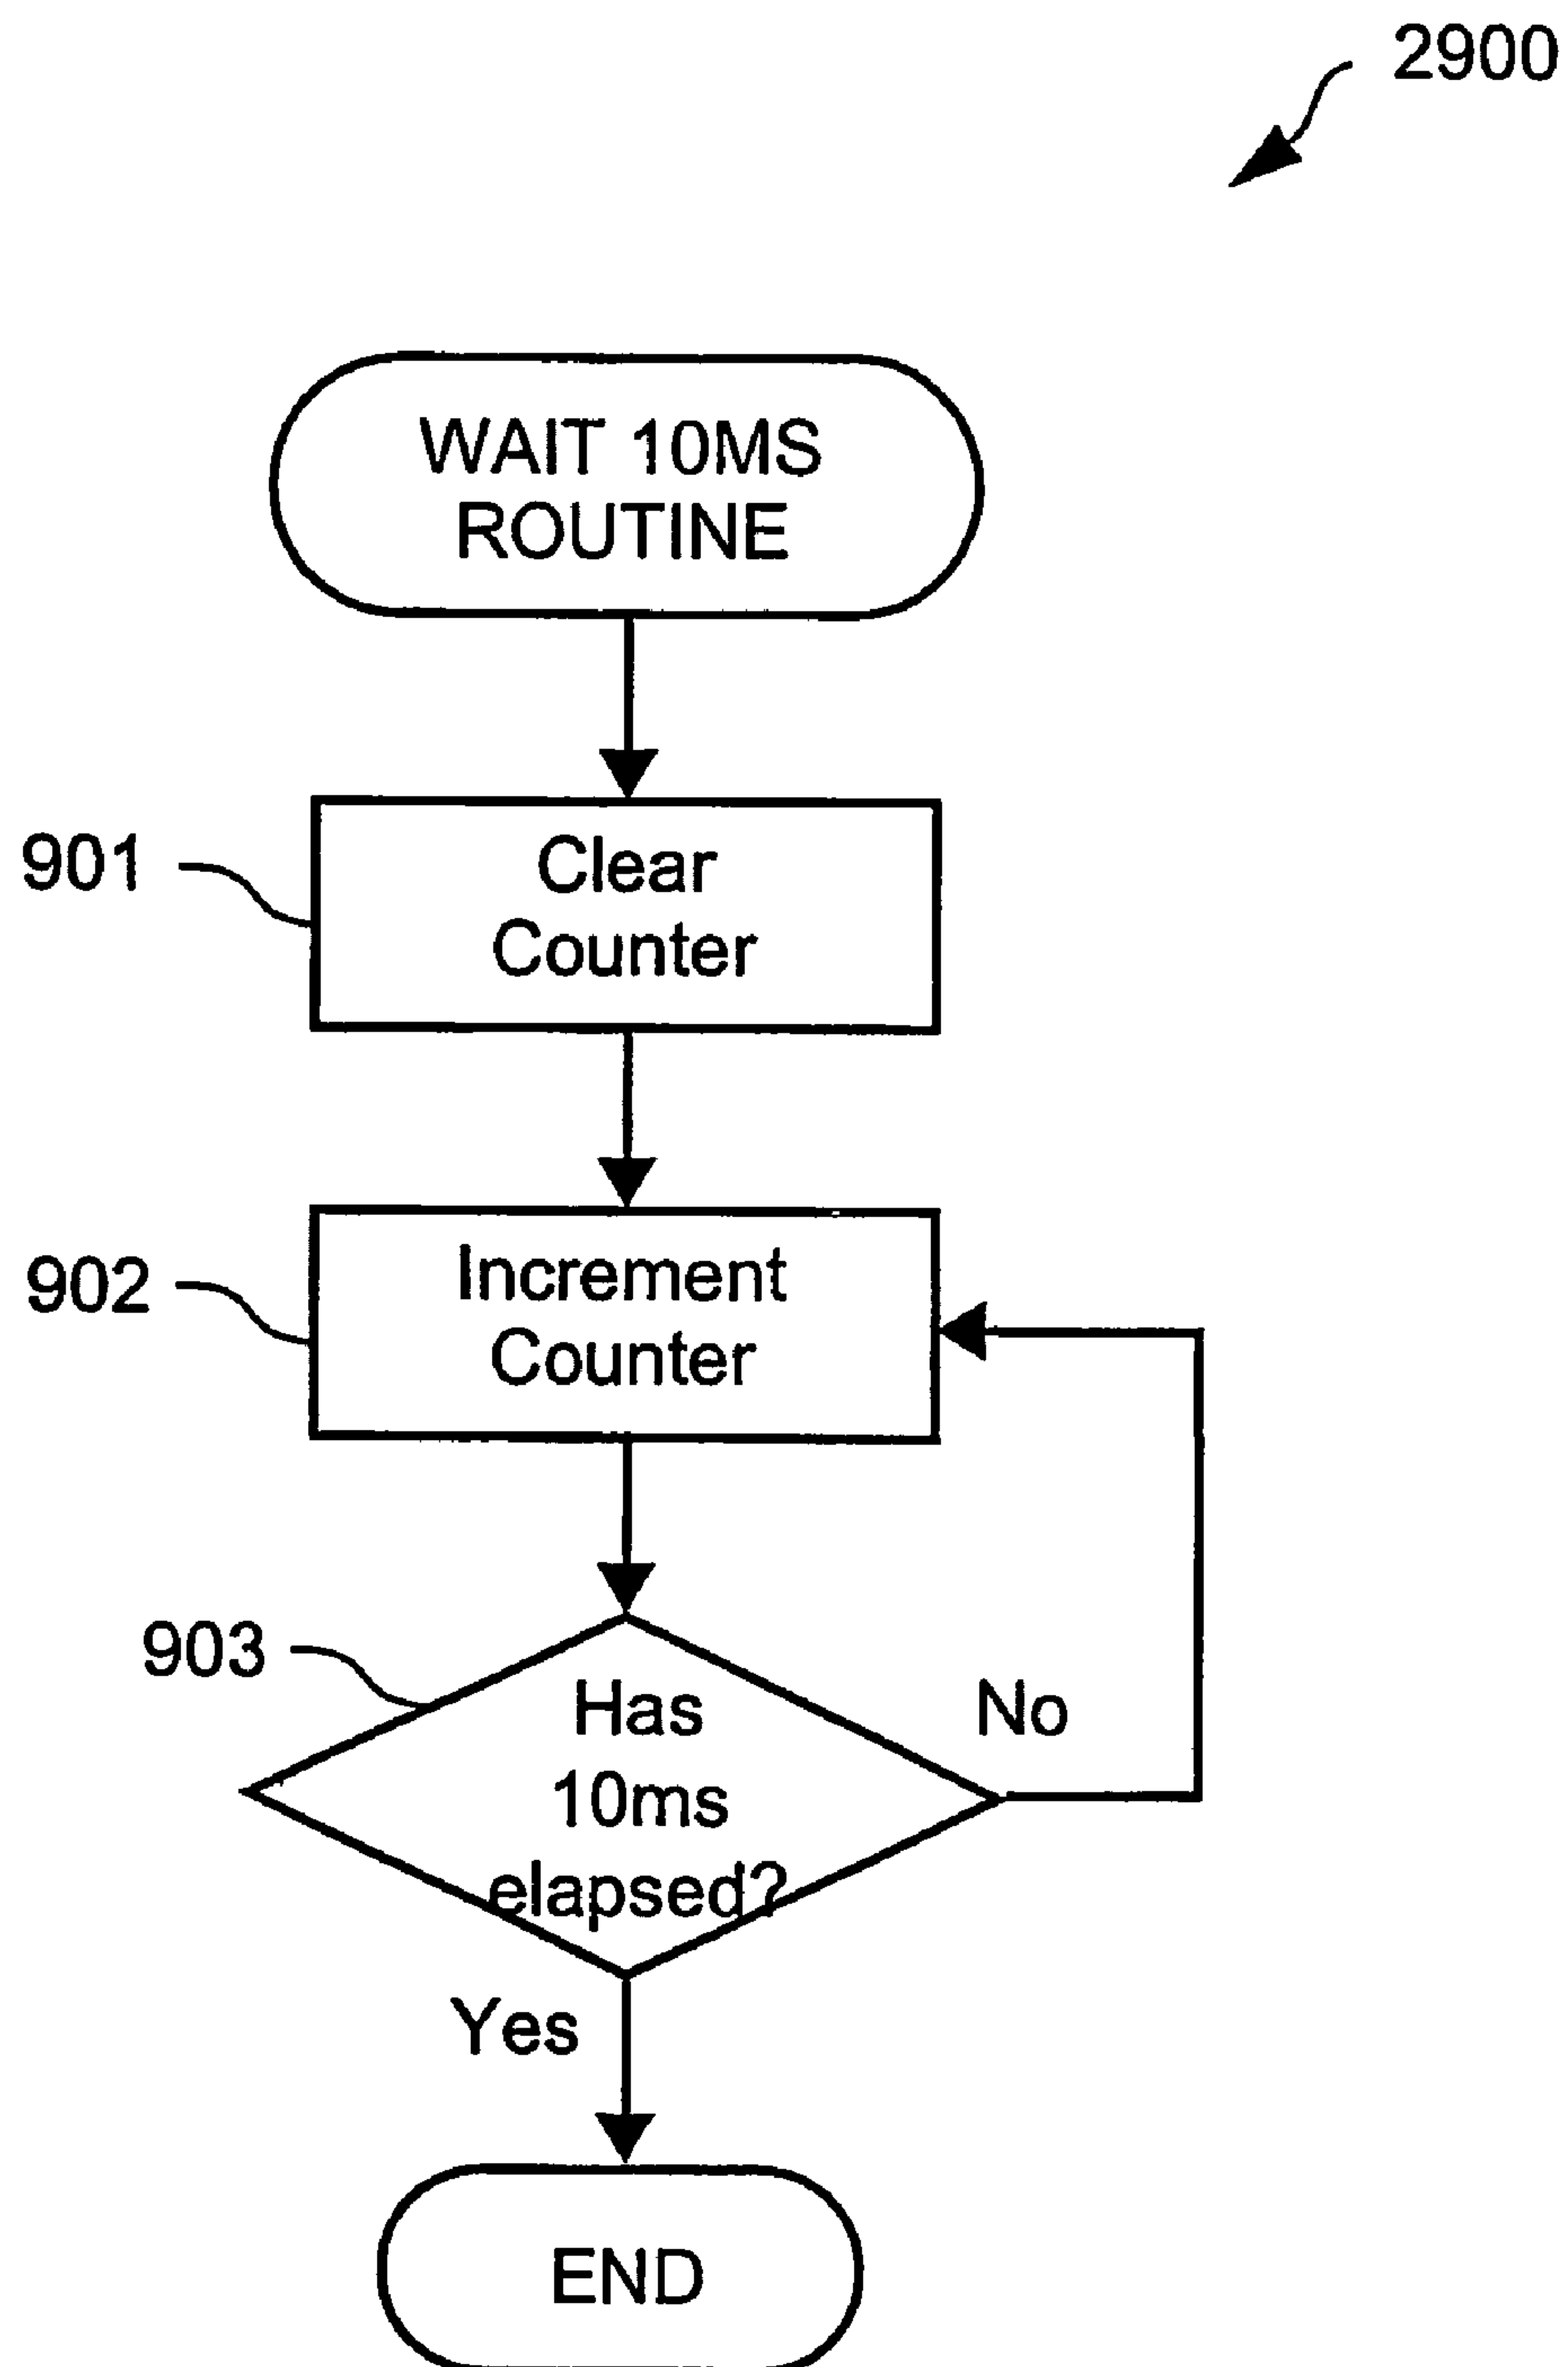 2900
WAIT 10MS
ROUTINE
901
Clear
Counter
902
Increment
Counter
903
Has
10ms
elapsed?
No
Yes
END